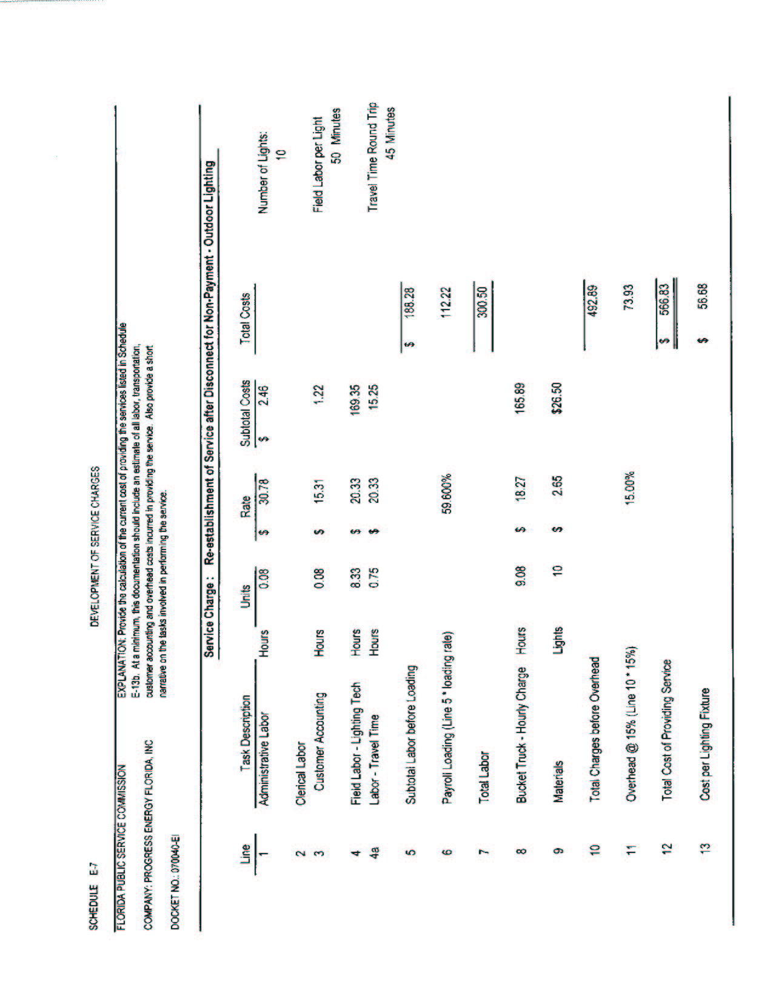 SCHEDULE E-7 DEVELOPMENT OF SERVICE CHARGES
FLORIDA PUBLIC SERVICE COMMISSION EXPLANATION: Provide the calculation of the current cost of providing the services listed in Schedule
E-13b. At a minimum, this documentation should include an estimate of all labor, transportation,
COMPANY: PROGRESS ENERGY FLORIDA, INC customer accounting and overhead costs incurred in providing the service. Also provide a short
narrative on the tasks involved in performing the service.
DOCKET NO.: 070040-EI
Service Charge : Re-establishment of Service after Disconnect for Non-Payment - Outdoor Lighting
Line Task Description Units Rate Subtotal Costs Total Costs
1 Administrative Labor Hours 0.08 $ 30.78 $ 2.46 Number of Lights:
10
2 Clerical Labor
3 Customer Accounting Hours 0.08 $ 15.31 1.22 Field Labor per Light
50 Minutes
4 Field Labor - Lighting Tech Hours 8.33 $ 20.33 169.35
4a Labor - Travel Time Hours 0.75 $ 20.33 15.25 Travel Time Round Trip
45 Minutes
5 Subtotal Labor before Loading $ 188.28
6 Payroll Loading (Line 5 * loading rate) 59.600% 112.22
7 Total Labor 300.50
8 Bucket Truck - Hourly Charge Hours 9.08 $ 18.27 165.89
9 Materials Lights 10 $ 2.65 $26.50
10 Total Charges before Overhead 492.89
11 Overhead @ 15% (Line 10 * 15%) 15.00% 73.93
12 Total Cost of Providing Service $ 566.83
13 Cost per Lighting Fixture $ 56.68